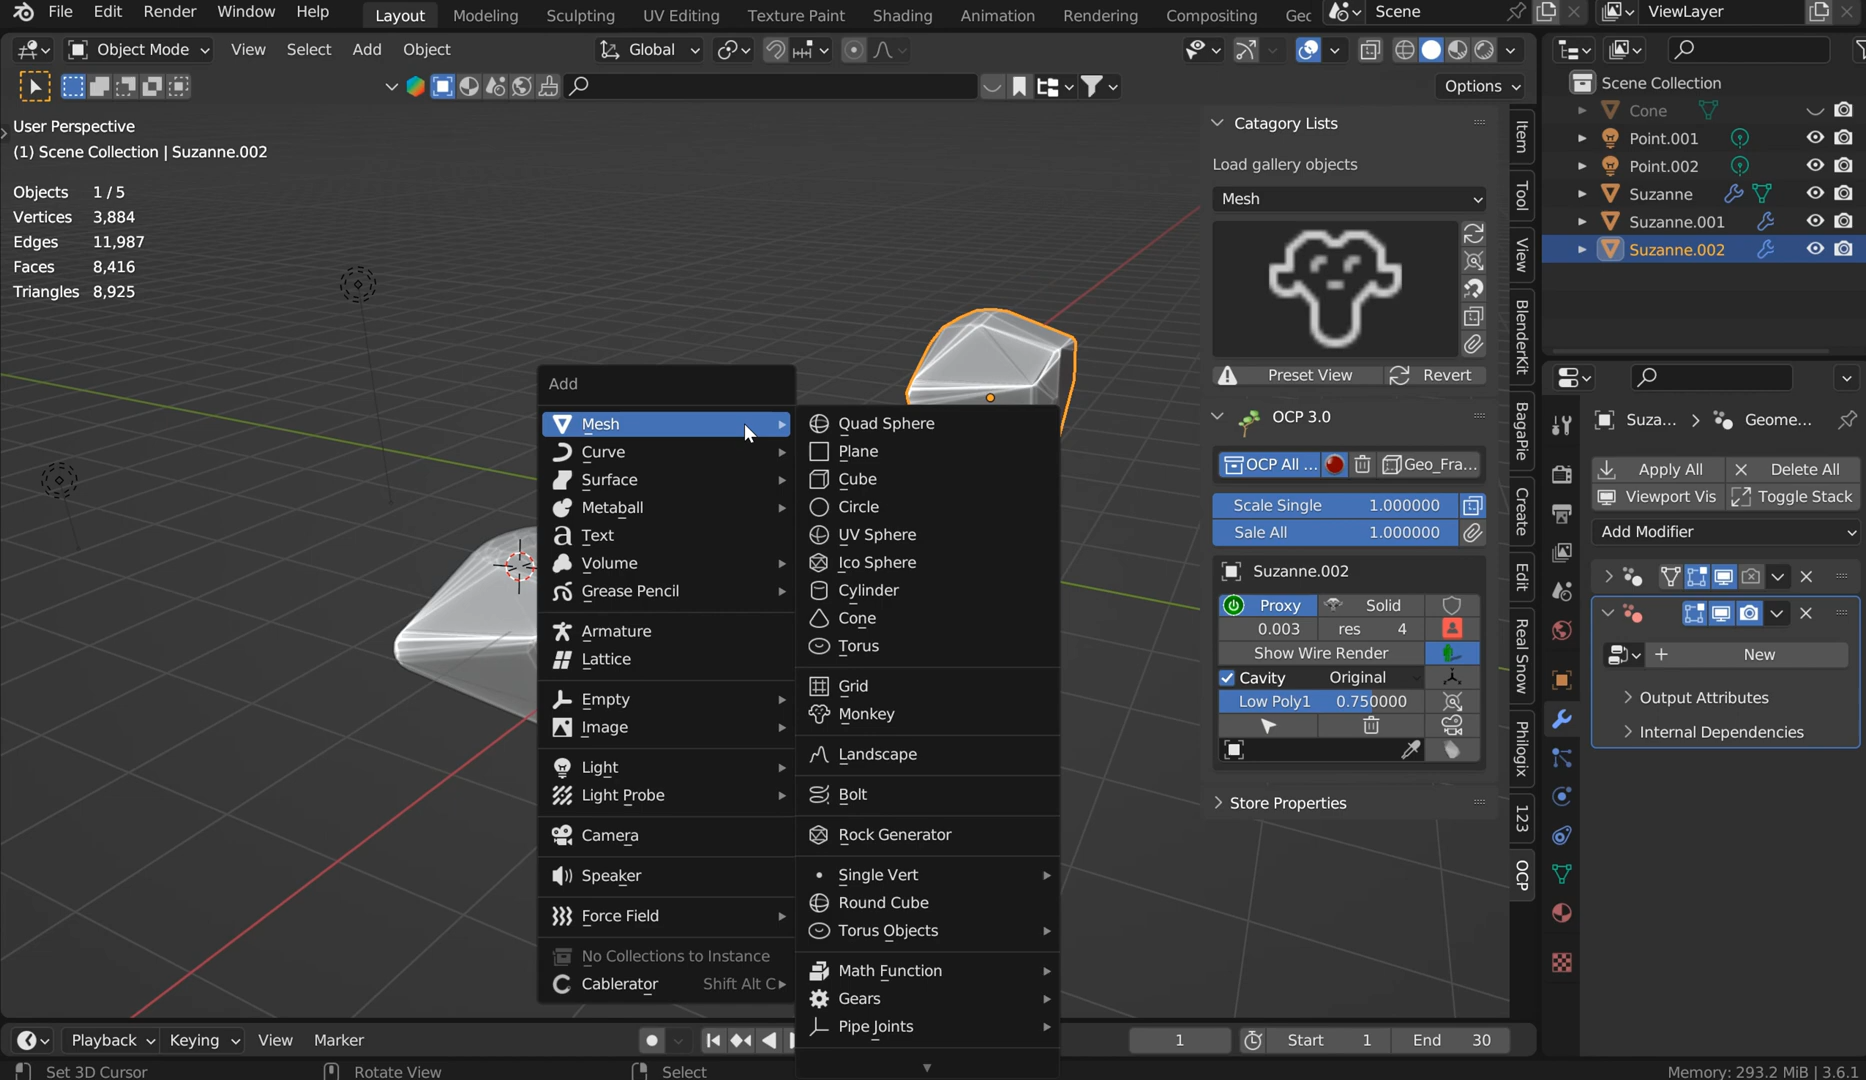 File Edit Render Window Help Layout Modeling Sculpting UV Editing Texture Paint Shading Animation Rendering Compositing Geo Scene ViewLayer
Object Mode View Select Add Object Global
Options
User Perspective
(1) Scene Collection | Suzanne.002
Objects 1 / 5
Vertices 3,884
Edges 11,987
Faces 8,416
Triangles 8,925
Add
Mesh
Curve
Surface
Metaball
Text
Volume
Grease Pencil
Armature
Lattice
Empty
Image
Light
Light Probe
Camera
Speaker
Force Field
No Collections to Instance
Cablerator Shift Alt C
Quad Sphere
Plane
Cube
Circle
UV Sphere
Ico Sphere
Cylinder
Cone
Torus
Grid
Monkey
Landscape
Bolt
Rock Generator
Single Vert
Round Cube
Torus Objects
Math Function
Gears
Pipe Joints
Catagory Lists
Load gallery objects
Mesh
Preset View Revert
OCP 3.0
OCP All ... Geo_Fra...
Scale Single 1.000000
Sale All 1.000000
Suzanne.002
Proxy Solid
0.003 res 4
Show Wire Render
Cavity Original
Low Poly1 0.750000
Store Properties
Item
Tool
View
BlenderKit
BagaPie
Create
Edit
Real Snow
Philogix
123
OCP
Scene Collection
Cone
Point.001
Point.002
Suzanne
Suzanne.001
Suzanne.002
Suza... Geome...
Apply All Delete All
Viewport Vis Toggle Stack
Add Modifier
New
Output Attributes
Internal Dependencies
Playback Keying View Marker 1 Start 1 End 30
Set 3D Cursor Rotate View Select Memory: 293.2 MiB | 3.6.1